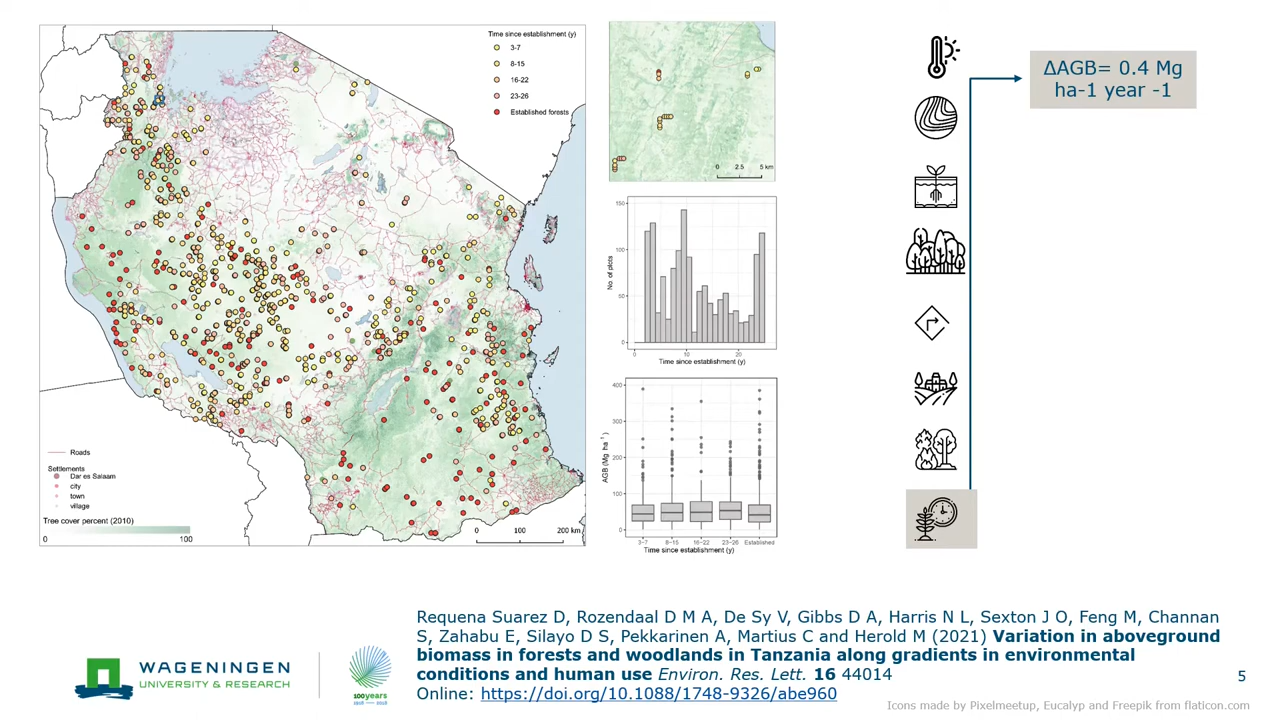 Time since establishment (y)
3-7
8-15
16-22
23-26
Established forests
Roads
Settlements
Dar es Salaam
city
town
village
Tree cover percent (2010)
0 100
0 100 200 km
0 2.5 5 km
150
100
50
0
No. of plots
0 10 20
Time since establishment (y)
400
300
200
100
0
AGB (Mg ha⁻¹)
3−7 8−15 16−22 23−26 Established
Time since establishment (y)
ΔAGB= 0.4 Mg
ha-1 year -1
Requena Suarez D, Rozendaal D M A, De Sy V, Gibbs D A, Harris N L, Sexton J O, Feng M, Channan
S, Zahabu E, Silayo D S, Pekkarinen A, Martius C and Herold M (2021) Variation in aboveground
biomass in forests and woodlands in Tanzania along gradients in environmental
conditions and human use Environ. Res. Lett. 16 44014
Online: https://doi.org/10.1088/1748-9326/abe960
WAGENINGEN
UNIVERSITY & RESEARCH
100years
1918 — 2018
5
Icons made by Pixelmeetup, Eucalyp and Freepik from flaticon.com